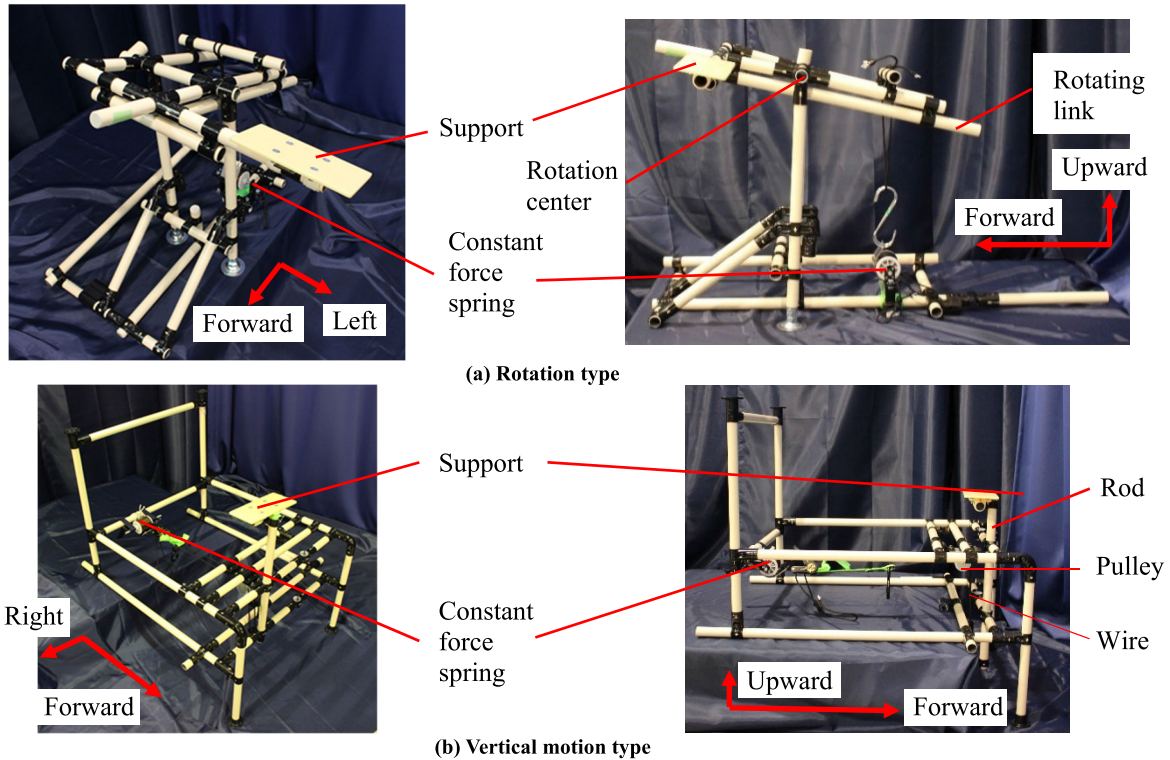 Support
Rotation
center
Constant
force
spring
Rotating
link
Upward
Forward
Forward
Left
(a) Rotation type
Support
Rod
Pulley
Constant
force
spring
Wire
Right
Forward
Upward
Forward
(b) Vertical motion type